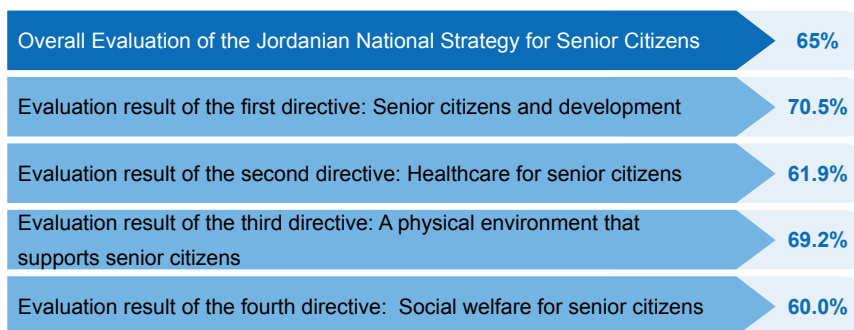 Overall Evaluation of the Jordanian National Strategy for Senior Citizens 65%
Evaluation result of the first directive: Senior citizens and development 70.5%
Evaluation result of the second directive: Healthcare for senior citizens 61.9%
Evaluation result of the third directive: A physical environment that
supports senior citizens 69.2%
Evaluation result of the fourth directive:  Social welfare for senior citizens 60.0%